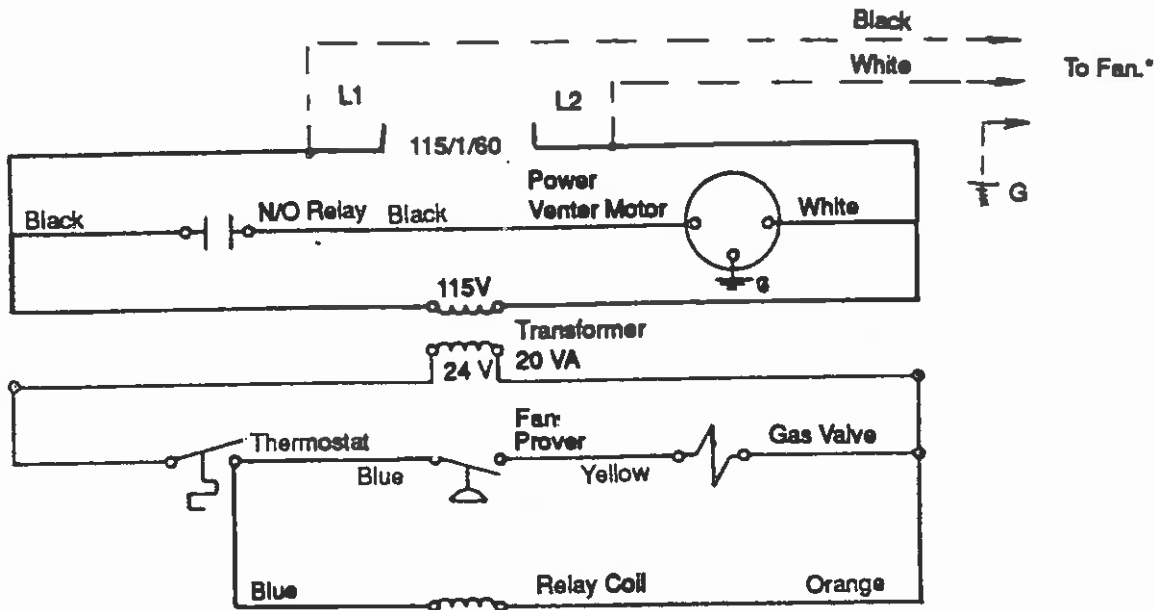 Black
White
To Fan.*
L1
L2
115/1/60
G
Power
Venter Motor
Black
N/O Relay
Black
White
G
115V
Transformer
24 V
20 VA
Thermostat
Fan
Prover
Gas Valve
Blue
Yellow
Blue
Relay Coil
Orange